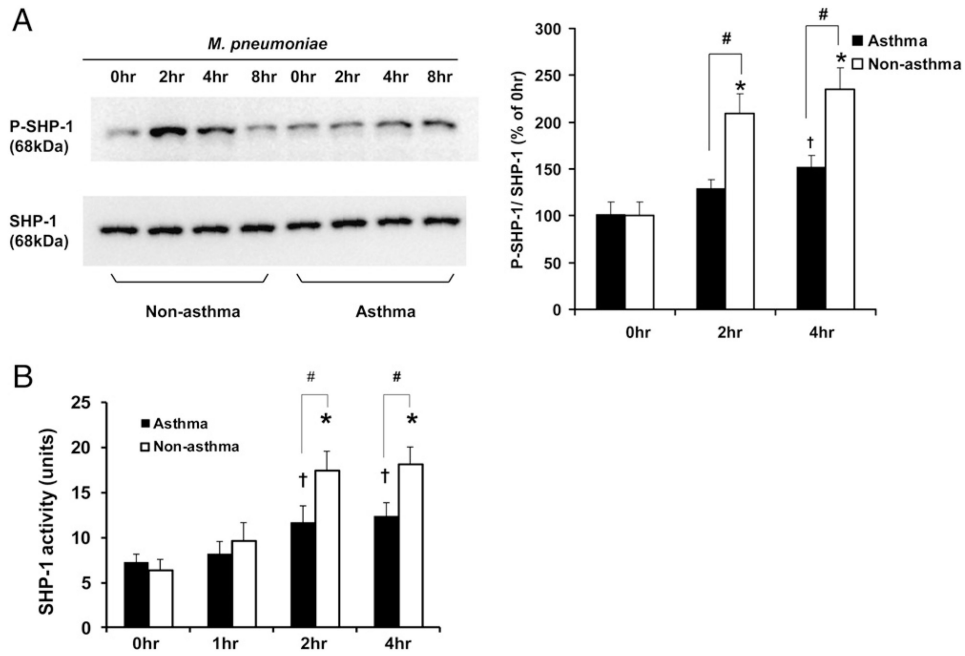 A
M. pneumoniae
0hr 2hr 4hr 8hr 0hr 2hr 4hr 8hr
P-SHP-1
(68kDa)
SHP-1
(68kDa)
Non-asthma Asthma
P-SHP-1/ SHP-1 (% of 0hr)
300
250
200
150
100
50
0
#
#
*
*
†
Asthma
Non-asthma
0hr 2hr 4hr
B
SHP-1 activity (units)
25
20
15
10
5
0
Asthma
Non-asthma
#
#
*
*
†
†
0hr 1hr 2hr 4hr